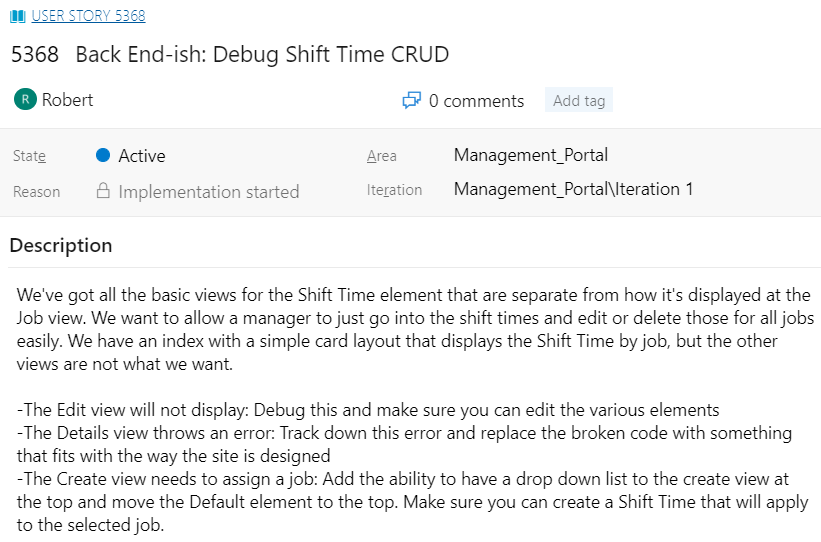 USER STORY 5368
5368 Back End-ish: Debug Shift Time CRUD
R Robert 0 comments Add tag
State Active Area Management_Portal
Reason Implementation started Iteration Management_Portal\Iteration 1
Description
We've got all the basic views for the Shift Time element that are separate from how it's displayed at the
Job view. We want to allow a manager to just go into the shift times and edit or delete those for all jobs
easily. We have an index with a simple card layout that displays the Shift Time by job, but the other
views are not what we want.
-The Edit view will not display: Debug this and make sure you can edit the various elements
-The Details view throws an error: Track down this error and replace the broken code with something
that fits with the way the site is designed
-The Create view needs to assign a job: Add the ability to have a drop down list to the create view at
the top and move the Default element to the top. Make sure you can create a Shift Time that will apply
to the selected job.